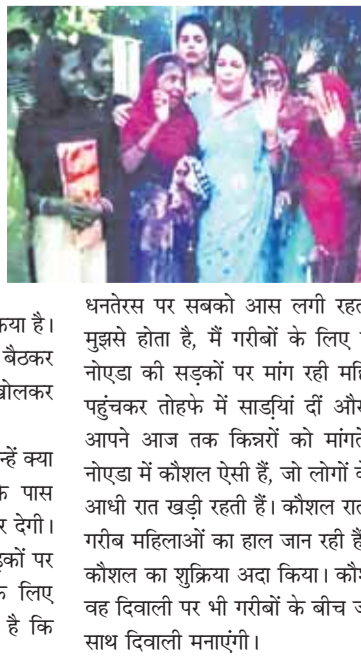 कया है।
बैठकर
खोलकर
न्हें क्या
के पास
र देगी।
ड़कों पर
के लिए
है कि
धनतेरस पर सबको आस लगी रहत
मुझसे होता है, मैं गरीबों के लिए
नोएडा की सड़कों पर मांग रही महि
पहुंचकर तोहफे में साड़ियां दीं और
आपने आज तक किन्नरों को मांगते
नोएडा में कौशल ऐसी हैं, जो लोगों के
आधी रात खड़ी रहती हैं। कौशल रात
गरीब महिलाओं का हाल जान रही हैं
कौशल का शुक्रिया अदा किया। कौश
वह दिवाली पर भी गरीबों के बीच ज
साथ दिवाली मनाएंगी।